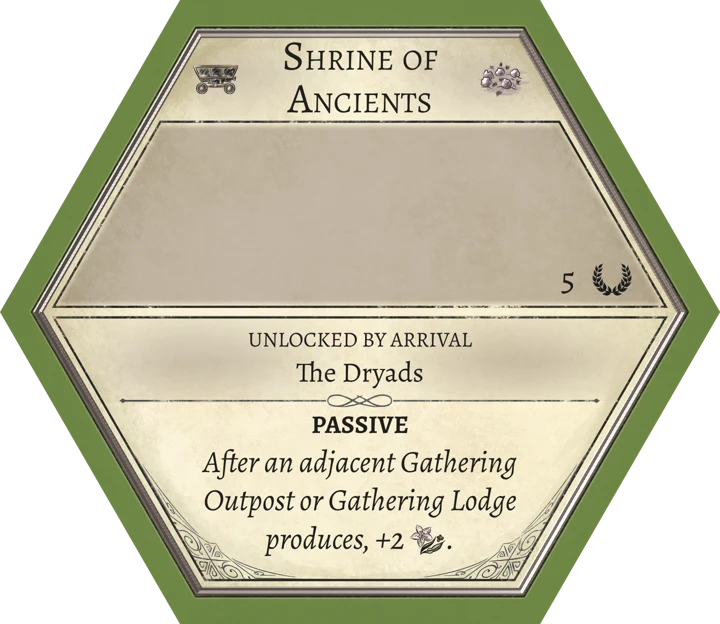 Shrine of
Ancients
5
UNLOCKED BY ARRIVAL
The Dryads
PASSIVE
After an adjacent Gathering
Outpost or Gathering Lodge
produces, +2 .